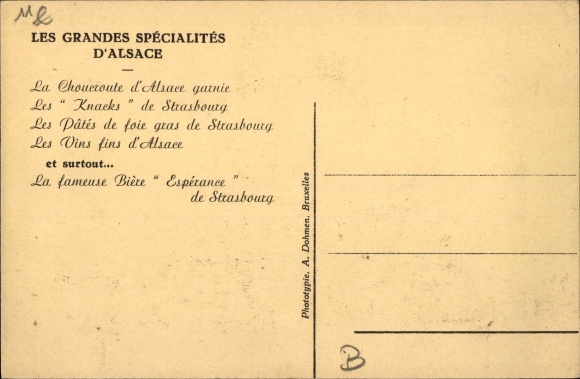 LES GRANDES SPÉCIALITÉS
D'ALSACE
La Choucroute d'Alsace garnie
Les “ Knacks ” de Strasbourg
Les Pâtés de foie gras de Strasbourg
Les Vins fins d'Alsace
et surtout...
La fameuse Bière “ Espérance ”
de Strasbourg
Phototypie, A. Dohmen, Bruxelles
B